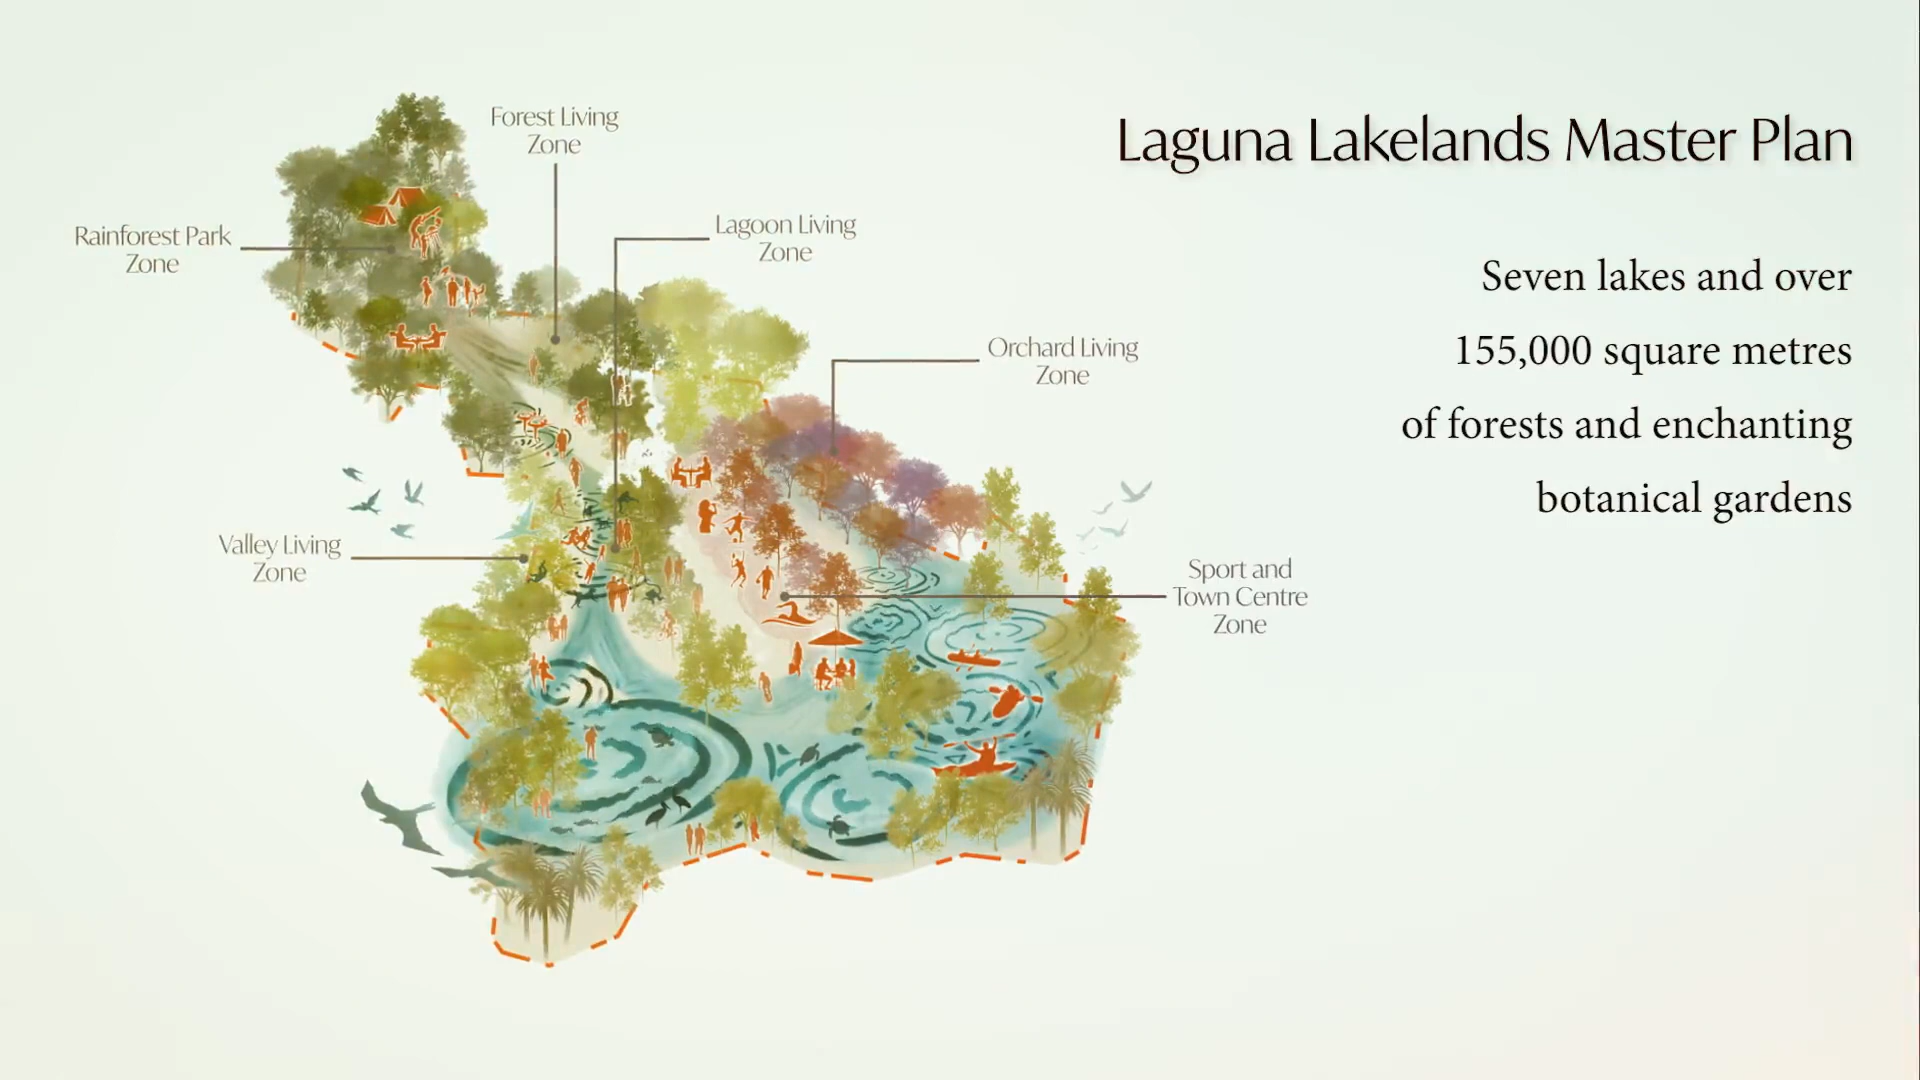 Laguna Lakelands Master Plan
Seven lakes and over
155,000 square metres
of forests and enchanting
botanical gardens
Forest Living
Zone
Lagoon Living
Zone
Rainforest Park
Zone
Orchard Living
Zone
Valley Living
Zone
Sport and
Town Centre
Zone